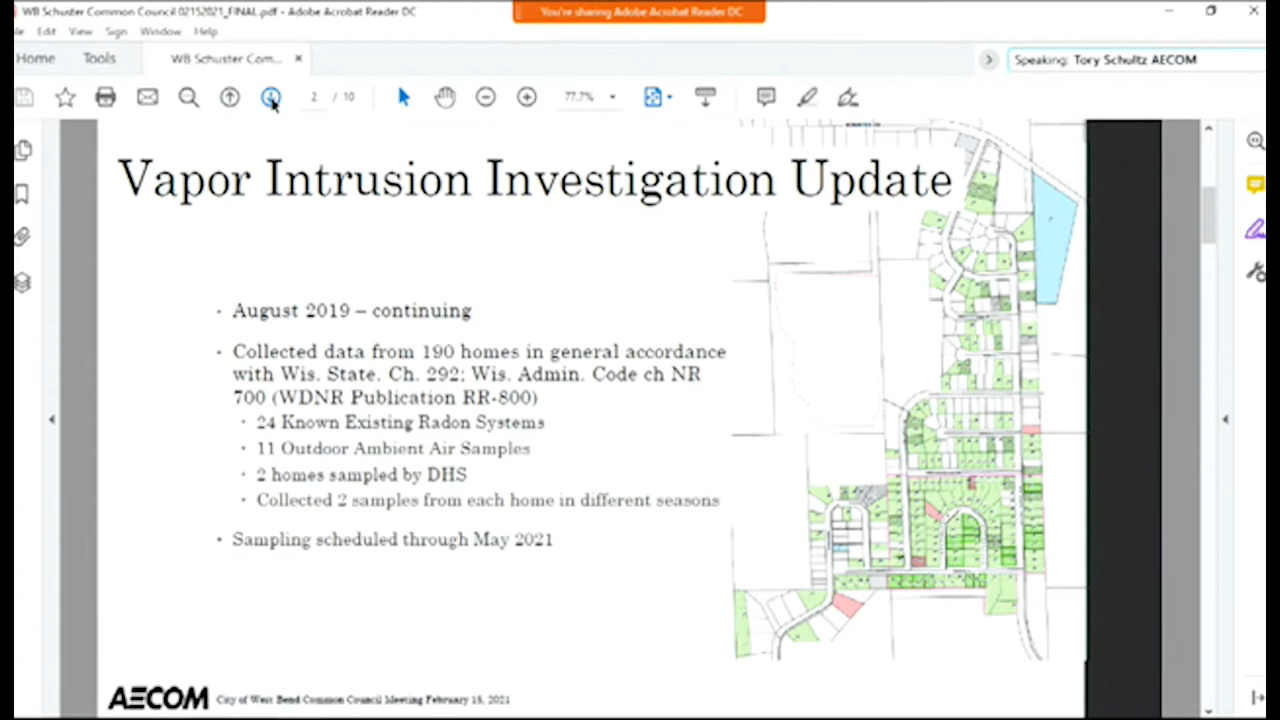 WB Schuster Common Council 02152021_FINAL.pdf - Adobe Acrobat Reader DC
You're sharing Adobe Acrobat Reader DC
Edit View Sign Window Help
Home Tools WB Schuster Com... ×
Speaking: Tory Schultz AECOM
2 / 10 77.7%
Vapor Intrusion Investigation Update
· August 2019 – continuing
· Collected data from 190 homes in general accordance
with Wis. State. Ch. 292; Wis. Admin. Code ch NR
700 (WDNR Publication RR-800)
· 24 Known Existing Radon Systems
· 11 Outdoor Ambient Air Samples
· 2 homes sampled by DHS
· Collected 2 samples from each home in different seasons
· Sampling scheduled through May 2021
AECOM City of West Bend Common Council Meeting February 15, 2021